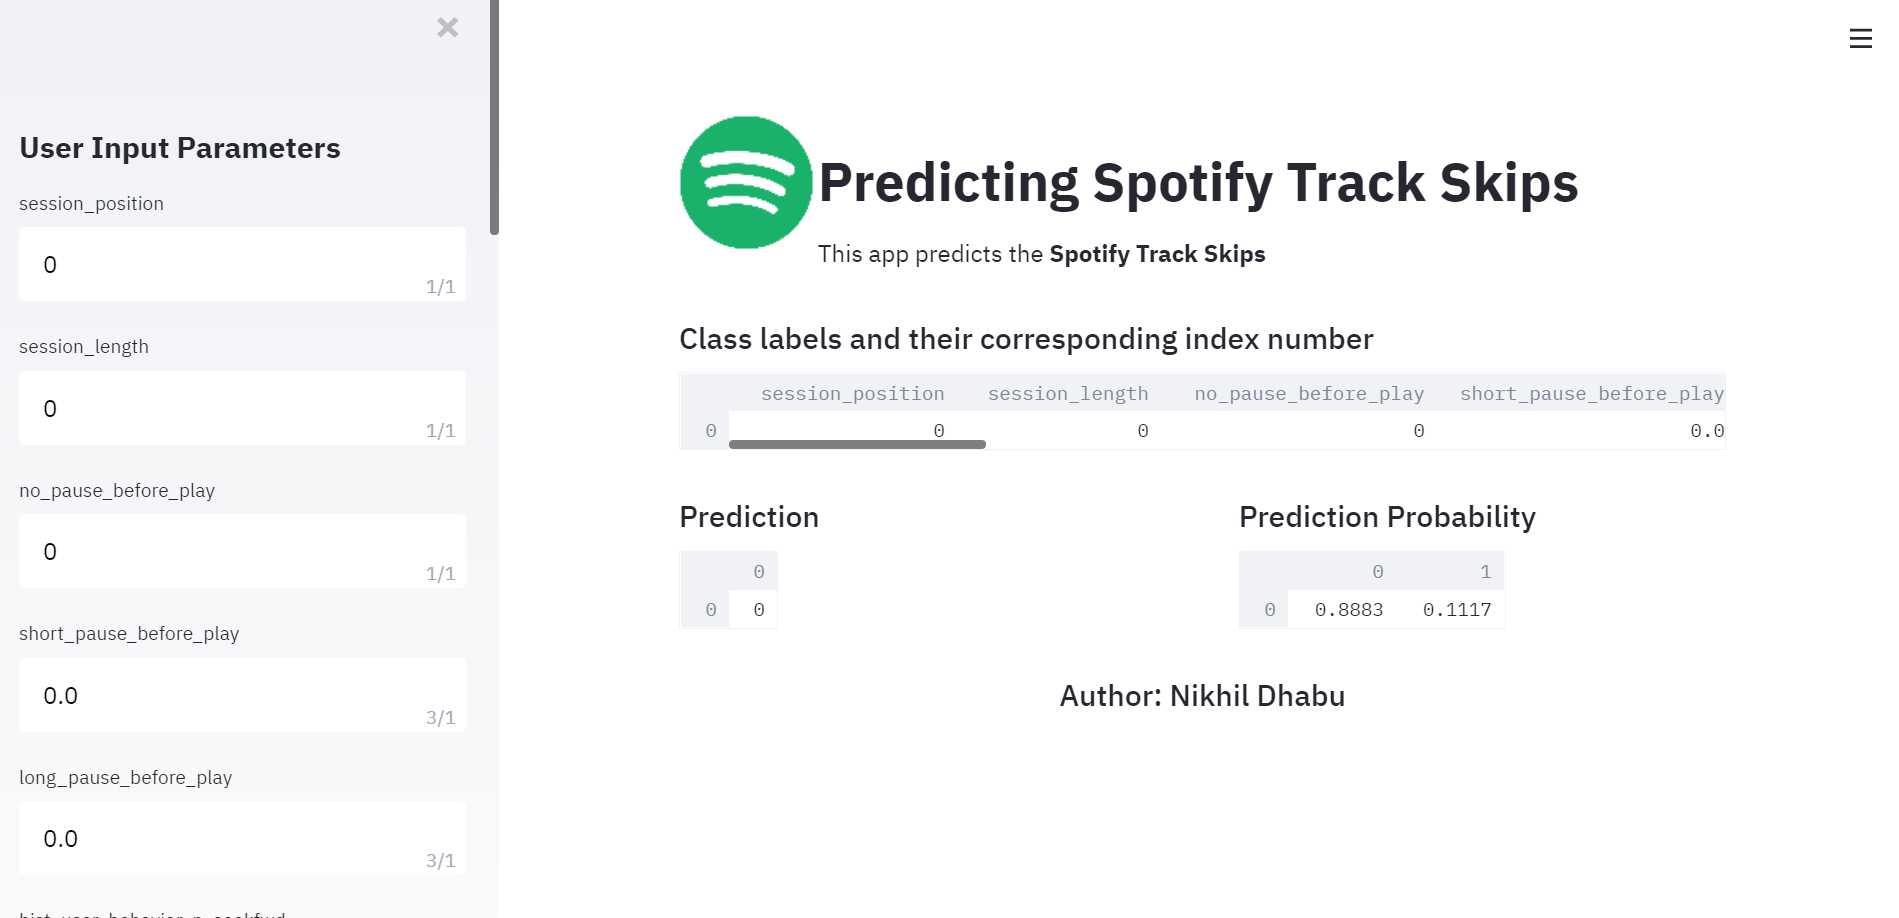 User Input Parameters
session_position
0
1/1
session_length
0
1/1
no_pause_before_play
0
1/1
short_pause_before_play
0.0
3/1
long_pause_before_play
0.0
3/1
Predicting Spotify Track Skips
This app predicts the Spotify Track Skips
Class labels and their corresponding index number
session_position session_length no_pause_before_play short_pause_before_play
0 0 0 0 0.0
Prediction
0
0 0
Prediction Probability
0 1
0 0.8883 0.1117
Author: Nikhil Dhabu